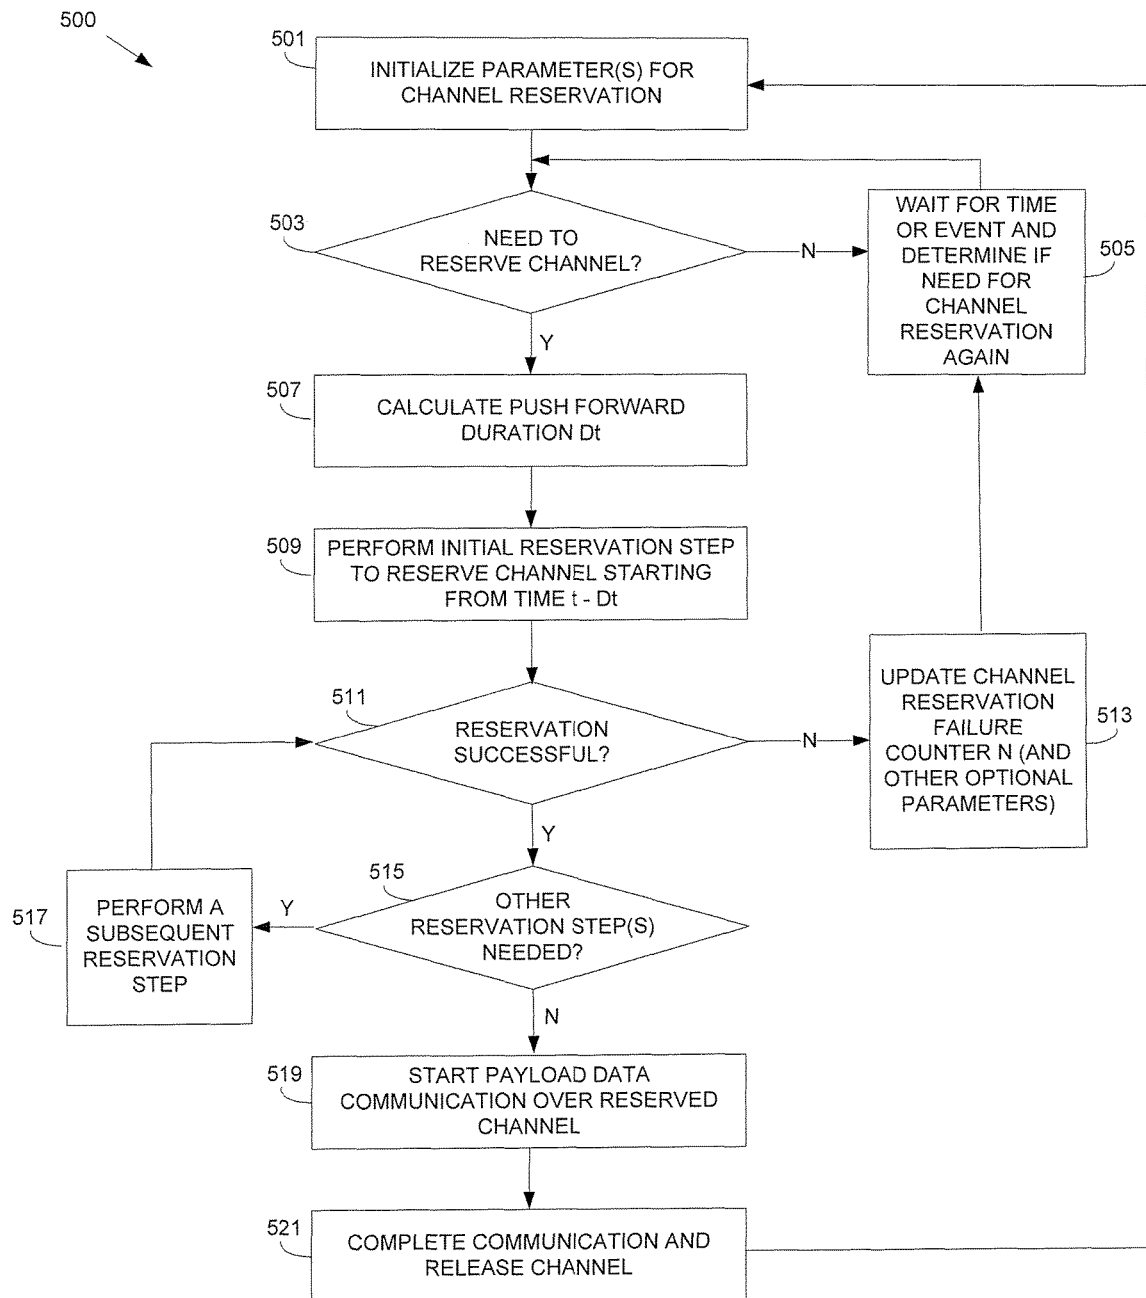 500
501
INITIALIZE PARAMETER(S) FOR
CHANNEL RESERVATION
503
NEED TO
RESERVE CHANNEL?
N
WAIT FOR TIME
OR EVENT AND
DETERMINE IF
NEED FOR
CHANNEL
RESERVATION
AGAIN
505
Y
507
CALCULATE PUSH FORWARD
DURATION Dt
509
PERFORM INITIAL RESERVATION STEP
TO RESERVE CHANNEL STARTING
FROM TIME t - Dt
511
RESERVATION
SUCCESSFUL?
N
UPDATE CHANNEL
RESERVATION
FAILURE
COUNTER N (AND
OTHER OPTIONAL
PARAMETERS)
513
Y
515
OTHER
RESERVATION STEP(S)
NEEDED?
Y
517
PERFORM A
SUBSEQUENT
RESERVATION
STEP
N
519
START PAYLOAD DATA
COMMUNICATION OVER RESERVED
CHANNEL
521
COMPLETE COMMUNICATION AND
RELEASE CHANNEL